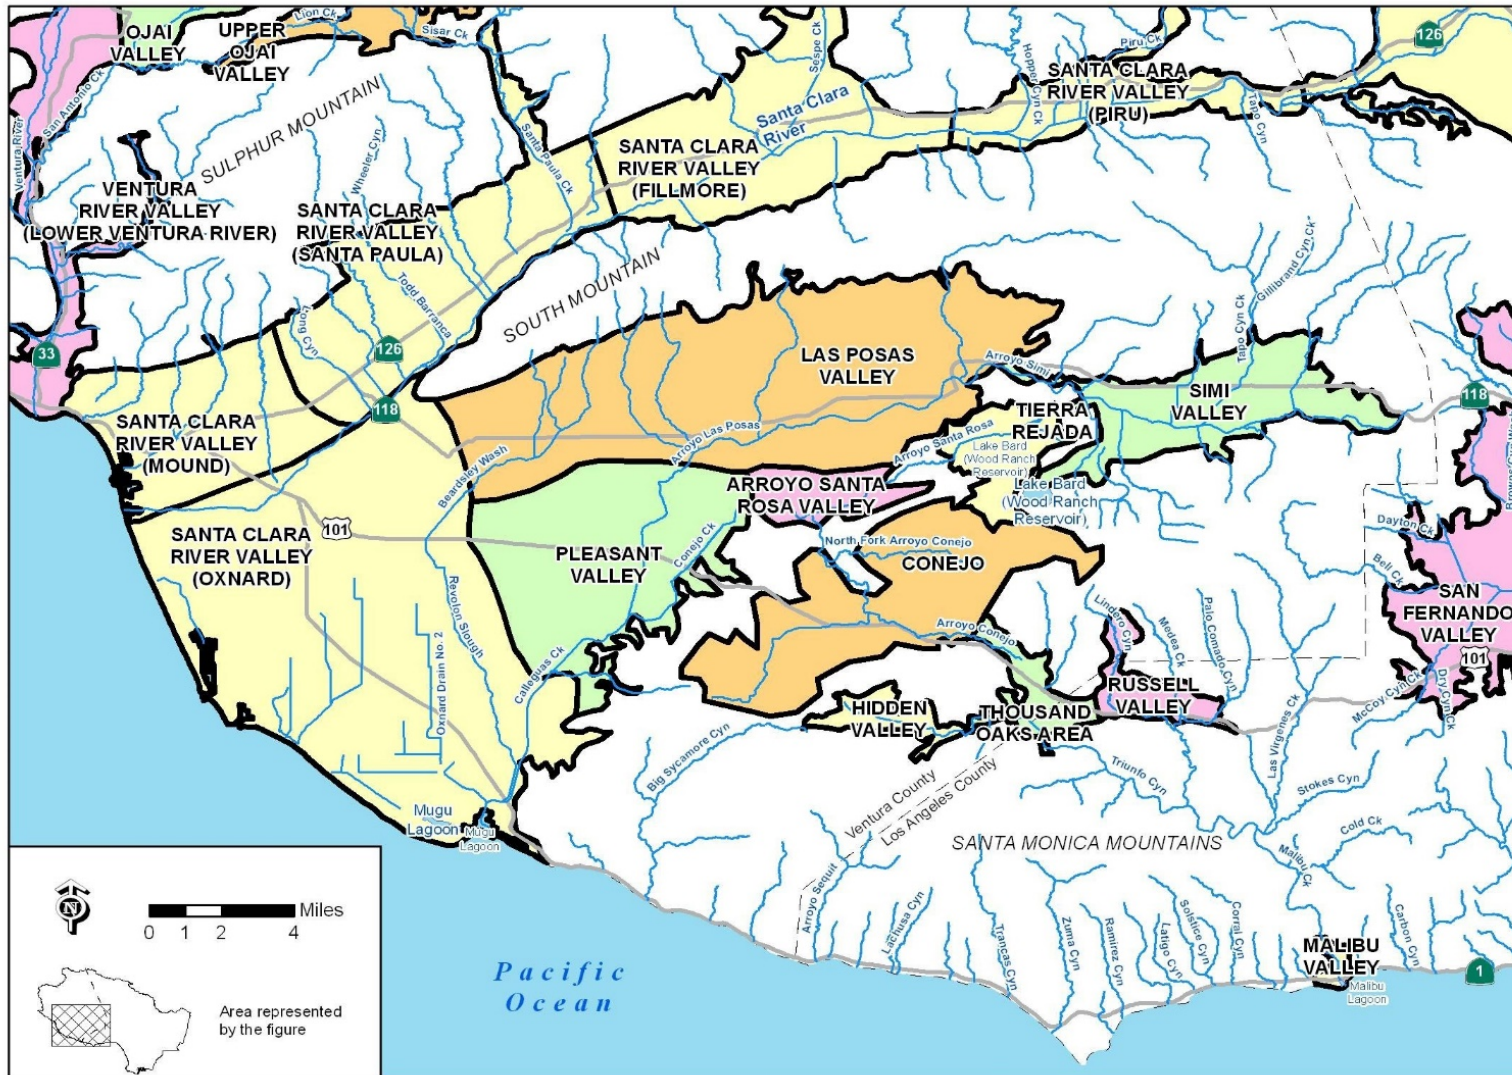 Lion Ck
OJAI
VALLEY
UPPER
OJAI
VALLEY
Sisar Ck
San Antonio Ck
Ventura River
SULPHUR MOUNTAIN
Wheeler Cyn
Santa Paula Ck
Sespe Ck
Hopper Cyn Ck
Piru Ck
126
SANTA CLARA
RIVER VALLEY
(PIRU)
Tapo Cyn
Santa Clara
River
SANTA CLARA
RIVER VALLEY
(FILLMORE)
VENTURA
RIVER VALLEY
(LOWER VENTURA RIVER)
SANTA CLARA
RIVER VALLEY
(SANTA PAULA)
Todd Barranca
Long Cyn
SOUTH MOUNTAIN
33
126
118
LAS POSAS
VALLEY
Arroyo Simi
Tapo Cyn Ck
Gillibrand Cyn Ck
SIMI
VALLEY
118
SANTA CLARA
RIVER VALLEY
(MOUND)
TIERRA
REJADA
Arroyo Las Posas
Arroyo Santa Rosa
Lake Bard
(Wood Ranch
Reservoir)
Lake Bard
(Wood Ranch
Reservoir)
Beardsley Wash
ARROYO SANTA
ROSA VALLEY
101
SANTA CLARA
RIVER VALLEY
(OXNARD)
PLEASANT
VALLEY
Conejo Ck
North Fork Arroyo Conejo
CONEJO
Dayton Ck
Bell Ck
SAN
FERNANDO
VALLEY
101
Revolon Slough
Oxnard Drain No. 2
Calleguas Ck
Arroyo Conejo
Lindero Cyn
Medea Ck
Palo Comado Cyn
RUSSELL
VALLEY
HIDDEN
VALLEY
THOUSAND
OAKS AREA
Las Virgenes Ck
McCoy Cyn Ck
Dry Cyn Ck
Big Sycamore Cyn
Triunfo Cyn
Stokes Cyn
Ventura County
Los Angeles County
Cold Ck
Mugu
Lagoon
Mugu
Lagoon
SANTA MONICA MOUNTAINS
Malibu Ck
Arroyo Sequit
Lachusa Cyn
Trancas Cyn
Zuma Cyn
Ramirez Cyn
Latigo Cyn
Solstice Cyn
Corral Cyn
Carbon Cyn
MALIBU
VALLEY
Malibu
Lagoon
1
N
Miles
0 1 2 4
Pacific
Ocean
Area represented
by the figure